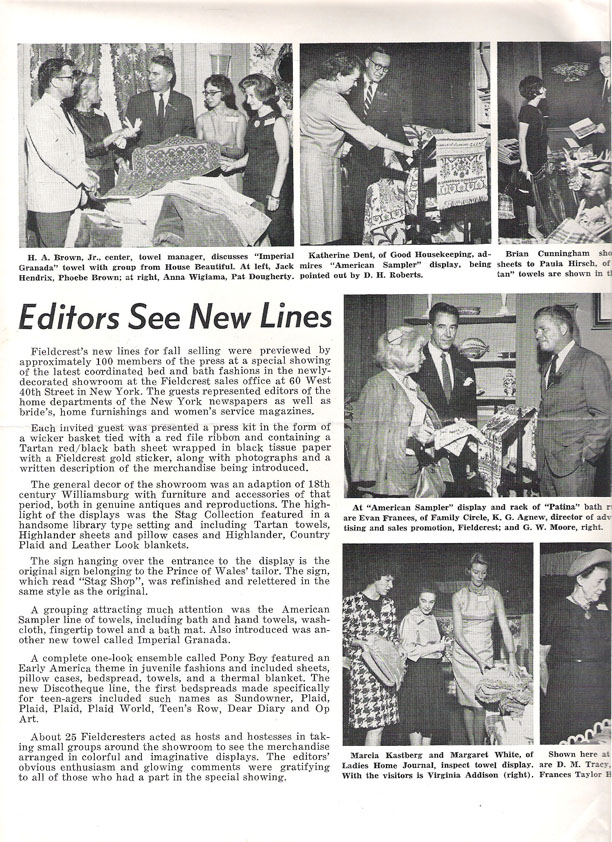 H. A. Brown, Jr., center, towel manager, discusses "Imperial
Granada" towel with group from House Beautiful. At left, Jack
Hendrix, Phoebe Brown; at right, Anna Wigiama, Pat Dougherty.
Katherine Dent, of Good Housekeeping, ad-
mires "American Sampler" display, being
pointed out by D. H. Roberts.
Brian Cunningham sho
sheets to Paula Hirsch, of
tan" towels are shown in t
Editors See New Lines
Fieldcrest's new lines for fall selling were previewed by
approximately 100 members of the press at a special showing
of the latest coordinated bed and bath fashions in the newly-
decorated showroom at the Fieldcrest sales office at 60 West
40th Street in New York. The guests represented editors of the
home departments of the New York newspapers as well as
bride's, home furnishings and women's service magazines.
Each invited guest was presented a press kit in the form of
a wicker basket tied with a red file ribbon and containing a
Tartan red/black bath sheet wrapped in black tissue paper
with a Fieldcrest gold sticker, along with photographs and a
written description of the merchandise being introduced.
The general decor of the showroom was an adaption of 18th
century Williamsburg with furniture and accessories of that
period, both in genuine antiques and reproductions. The high-
light of the displays was the Stag Collection featured in a
handsome library type setting and including Tartan towels,
Highlander sheets and pillow cases and Highlander, Country
Plaid and Leather Look blankets.
The sign hanging over the entrance to the display is the
original sign belonging to the Prince of Wales' tailor. The sign,
which read "Stag Shop", was refinished and relettered in the
same style as the original.
A grouping attracting much attention was the American
Sampler line of towels, including bath and hand towels, wash-
cloth, fingertip towel and a bath mat. Also introduced was an-
other new towel called Imperial Granada.
A complete one-look ensemble called Pony Boy featured an
Early America theme in juvenile fashions and included sheets,
pillow cases, bedspread, towels, and a thermal blanket. The
new Discotheque line, the first bedspreads made specifically
for teen-agers included such names as Sundowner, Plaid,
Plaid, Plaid, Plaid World, Teen's Row, Dear Diary and Op
Art.
About 25 Fieldcresters acted as hosts and hostesses in tak-
ing small groups around the showroom to see the merchandise
arranged in colorful and imaginative displays. The editors'
obvious enthusiasm and glowing comments were gratifying
to all of those who had a part in the special showing.
At "American Sampler" display and rack of "Patina" bath r
are Evan Frances, of Family Circle, K. G. Agnew, director of adv
tising and sales promotion, Fieldcrest; and G. W. Moore, right.
Marcia Kastberg and Margaret White, of
Ladies Home Journal, inspect towel display.
With the visitors is Virginia Addison (right).
Shown here at
are D. M. Tracy,
Frances Taylor H